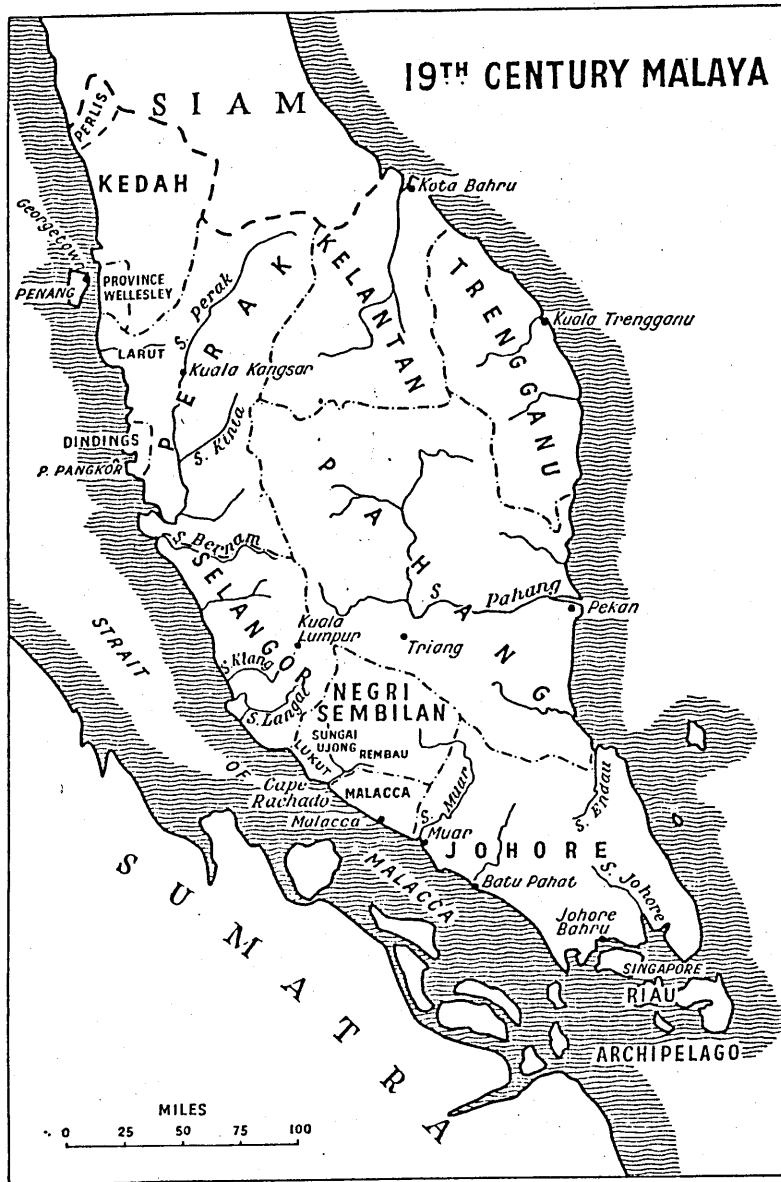 19TH CENTURY MALAYA
SIAM
PERLIS
KEDAH
Kota Bahru
Georgetown
PENANG
PROVINCE
WELLESLEY
S. Perak
PERAK
KELANTAN
TRENGGANU
Kuala Trengganu
LARUT
Kuala Kangsar
S. Kinta
DINDINGS
P. PANGKOR
PAHANG
S. Bernam
SELANGOR
S. Pahang
Pekan
Kuala
Lumpur
Triang
STRAIT
OF
MALACCA
S. Klang
S. Langat
NEGRI
SEMBILAN
SUNGAI
UJONG
REMBAU
LUKUT
Cape
Rachado
MALACCA
Malacca
S. Muar
Muar
S. Endau
JOHORE
Batu Pahat
S. Johore
Johore
Bahru
SINGAPORE
RIAU
ARCHIPELAGO
SUMATRA
MILES
0 25 50 100